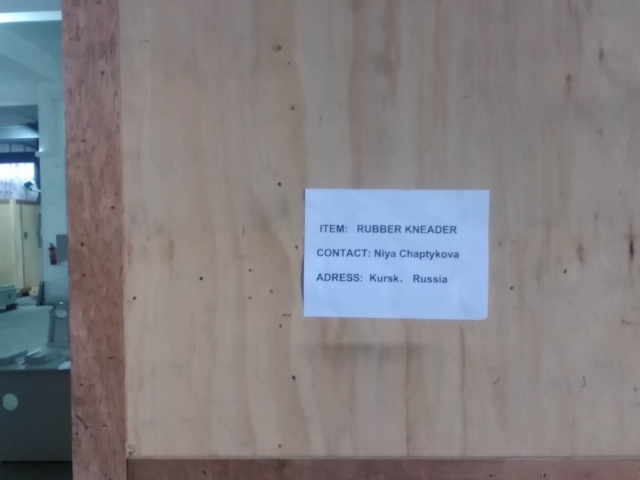 ITEM: RUBBER KNEADER
CONTACT: Niya Chaptykova
ADRESS: Kursk, Russia